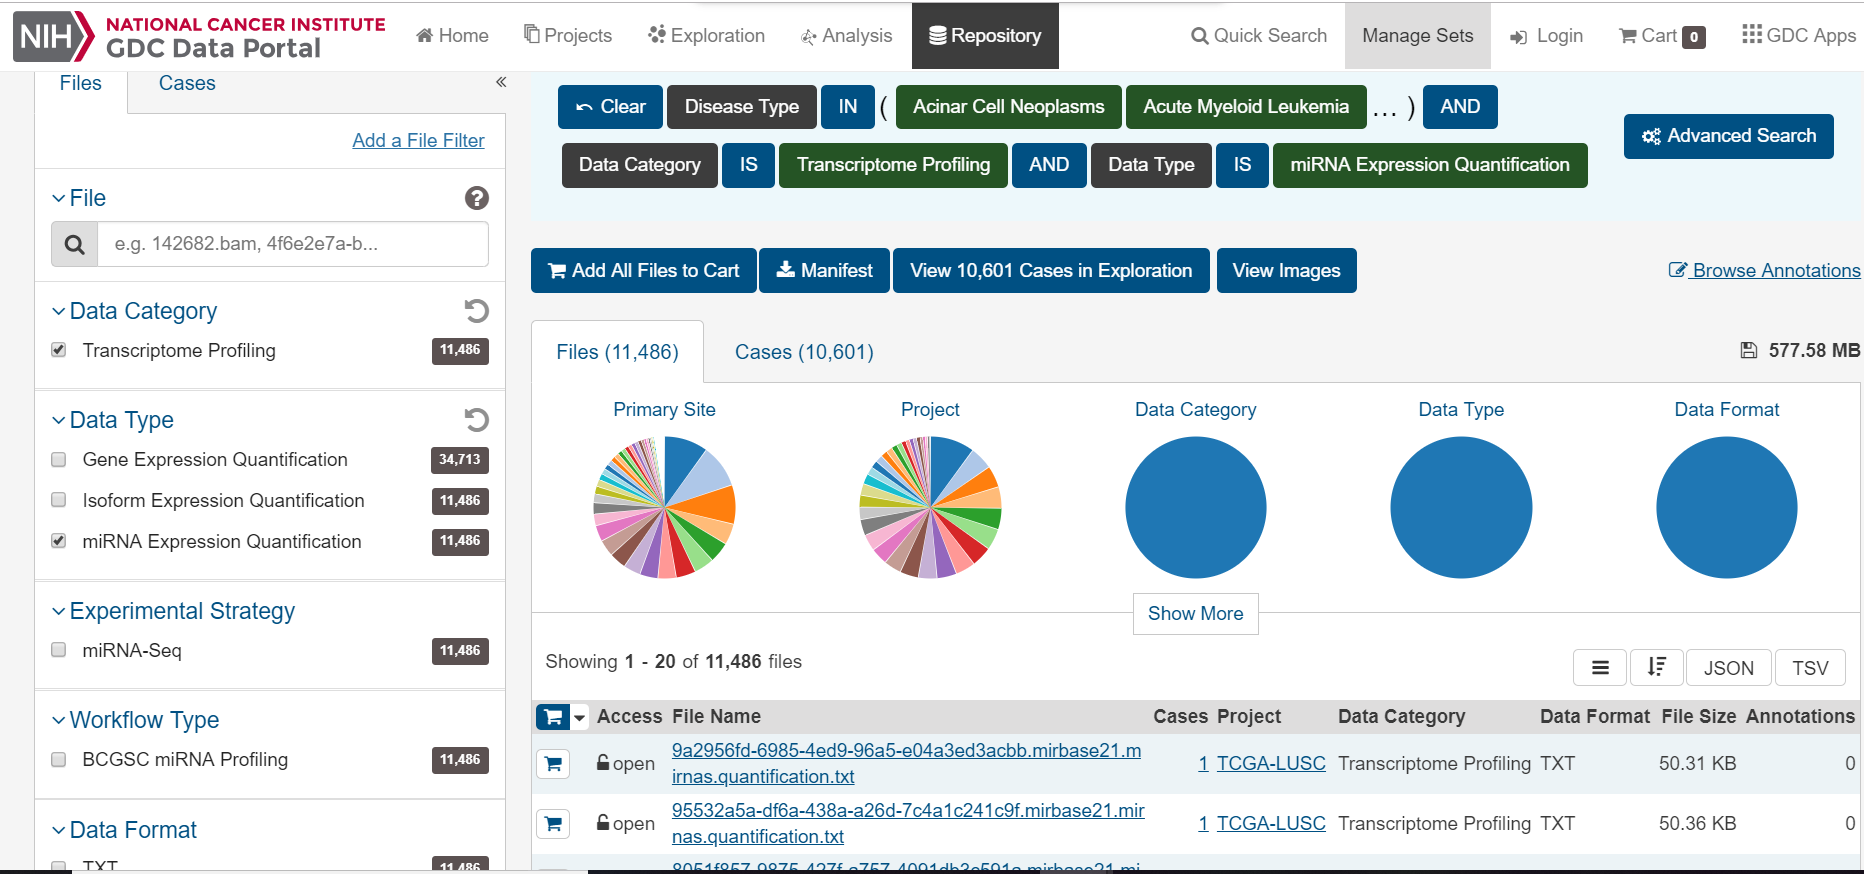 NIH NATIONAL CANCER INSTITUTE
GDC Data Portal
Home Projects Exploration Analysis Repository Quick Search Manage Sets Login Cart 0 GDC Apps
Files Cases «
Add a File Filter
File ?
e.g. 142682.bam, 4f6e2e7a-b...
Data Category
Transcriptome Profiling 11,486
Data Type
Gene Expression Quantification 34,713
Isoform Expression Quantification 11,486
miRNA Expression Quantification 11,486
Experimental Strategy
miRNA-Seq 11,486
Workflow Type
BCGSC miRNA Profiling 11,486
Data Format
TXT 11,486
Clear Disease Type IN ( Acinar Cell Neoplasms Acute Myeloid Leukemia ... ) AND
Data Category IS Transcriptome Profiling AND Data Type IS miRNA Expression Quantification
Advanced Search
Add All Files to Cart Manifest View 10,601 Cases in Exploration View Images Browse Annotations
Files (11,486) Cases (10,601) 577.58 MB
Primary Site Project Data Category Data Type Data Format
Show More
Showing 1 - 20 of 11,486 files JSON TSV
Access File Name Cases Project Data Category Data Format File Size Annotations
open 9a2956fd-6985-4ed9-96a5-e04a3ed3acbb.mirbase21.m
irnas.quantification.txt 1 TCGA-LUSC Transcriptome Profiling TXT 50.31 KB 0
open 95532a5a-df6a-438a-a26d-7c4a1c241c9f.mirbase21.mir
nas.quantification.txt 1 TCGA-LUSC Transcriptome Profiling TXT 50.36 KB 0